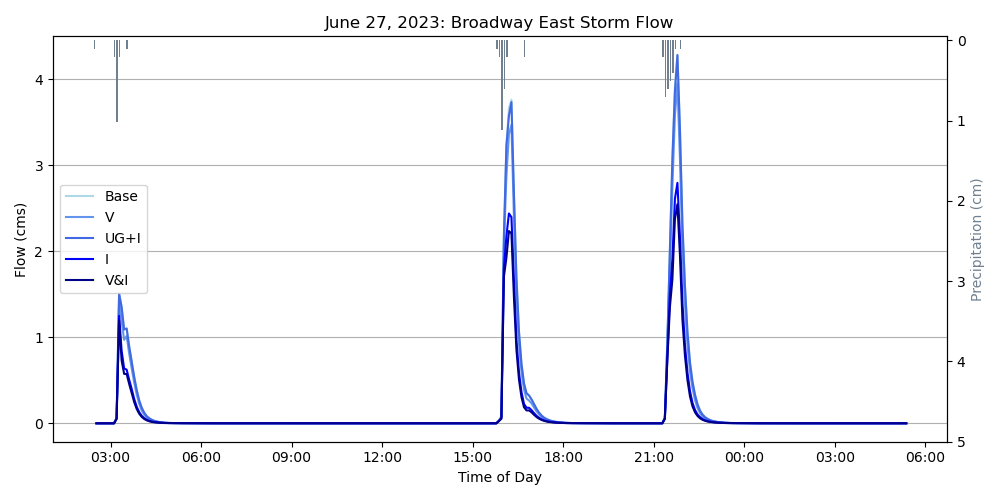 June 27, 2023: Broadway East Storm Flow
Flow (cms)
4
3
2
1
0
Base
V
UG+I
I
V&I
0
1
2
3
4
5
Precipitation (cm)
03:00 06:00 09:00 12:00 15:00 18:00 21:00 00:00 03:00 06:00
Time of Day